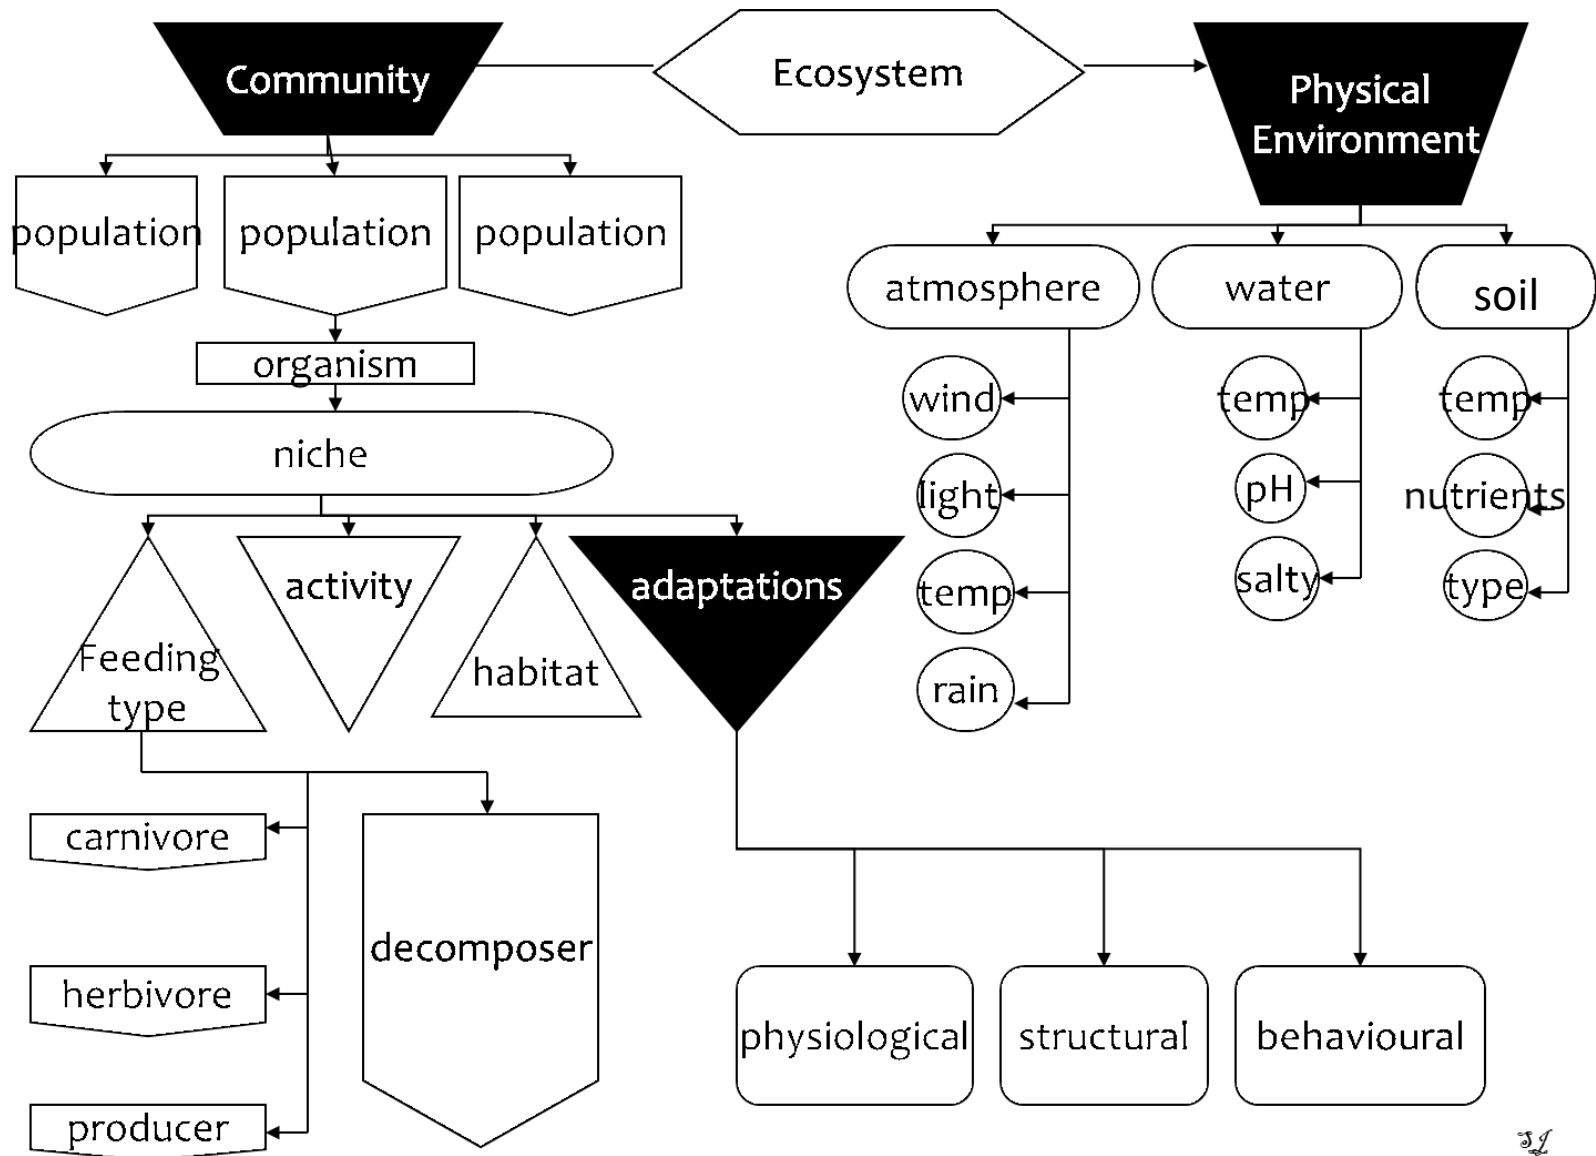 Community
Ecosystem
Physical
Environment
population
population
population
atmosphere
water
soil
organism
wind
temp
temp
niche
light
pH
nutrients
activity
adaptations
temp
salty
type
Feeding
type
habitat
rain
carnivore
decomposer
herbivore
physiological
structural
behavioural
producer
SJ